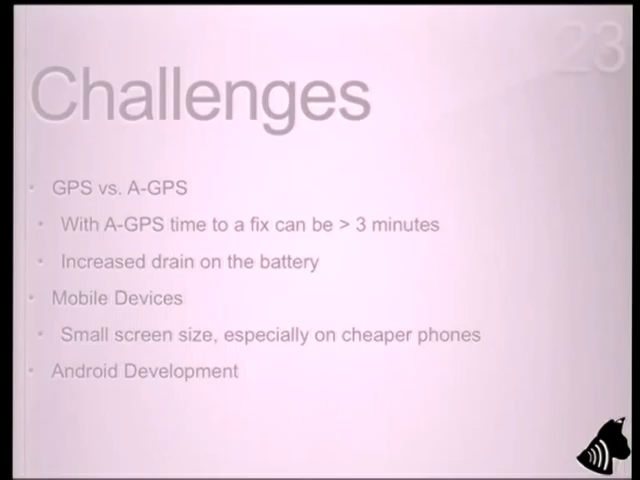 23
Challenges
• GPS vs. A-GPS
• With A-GPS time to a fix can be > 3 minutes
• Increased drain on the battery
• Mobile Devices
• Small screen size, especially on cheaper phones
• Android Development